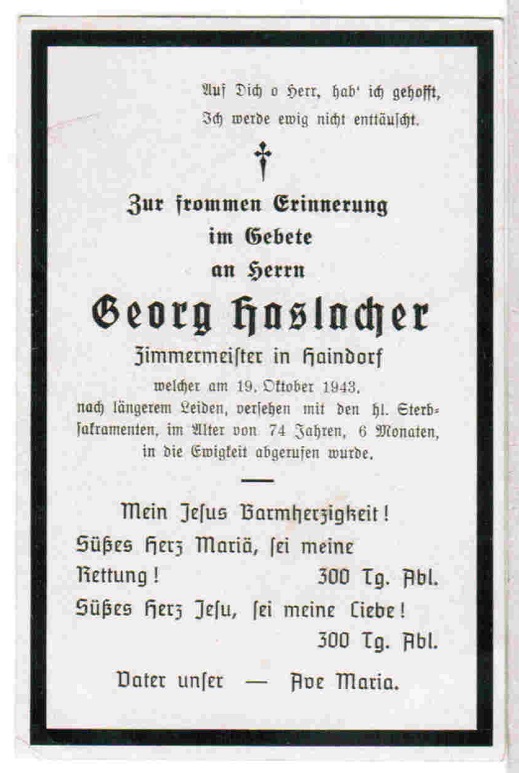 Auf Dich o Herr, hab' ich gehofft,
Ich werde ewig nicht enttäuscht.
Zur frommen Erinnerung
im Gebete
an Herrn
Georg Haslacher
Zimmermeister in Haindorf
welcher am 19. Oktober 1943,
nach längerem Leiden, versehen mit den hl. Sterb-
sakramenten, im Alter von 74 Jahren, 6 Monaten,
in die Ewigkeit abgerufen wurde.
Mein Jesus Barmherzigkeit!
Süßes Herz Mariä, sei meine
Rettung! 300 Tg. Abl.
Süßes Herz Jesu, sei meine Liebe!
300 Tg. Abl.
Vater unser — Ave Maria.